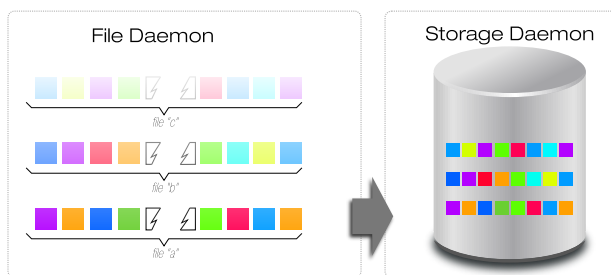 File Daemon
Storage Daemon
file "c"
file "b"
file "a"